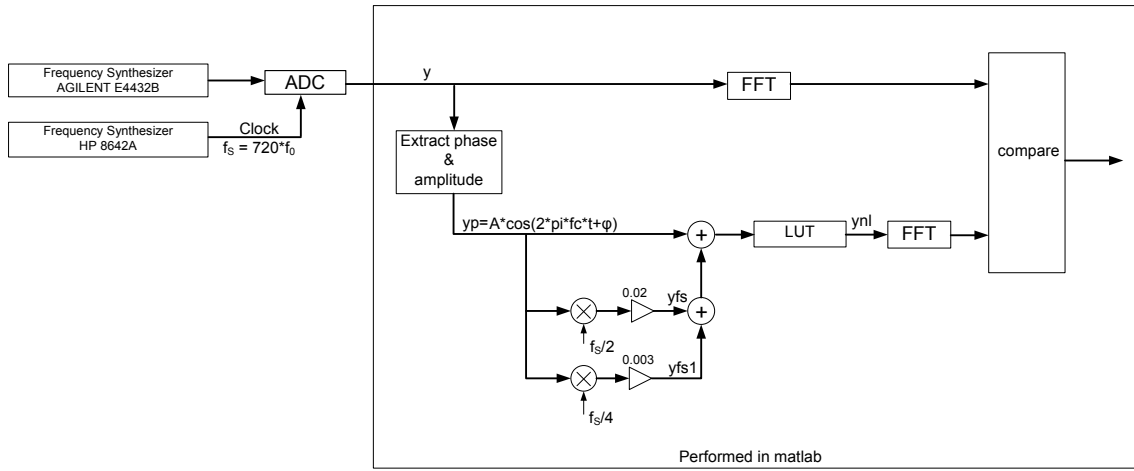 Frequency Synthesizer
AGILENT E4432B
ADC
Frequency Synthesizer
HP 8642A
Clock
fS = 720*f0
y
FFT
Extract phase
&
amplitude
compare
yp=A*cos(2*pi*fc*t+φ)
+
LUT
ynl
FFT
0.02
yfs
+
fS/2
0.003
yfs1
fS/4
Performed in matlab